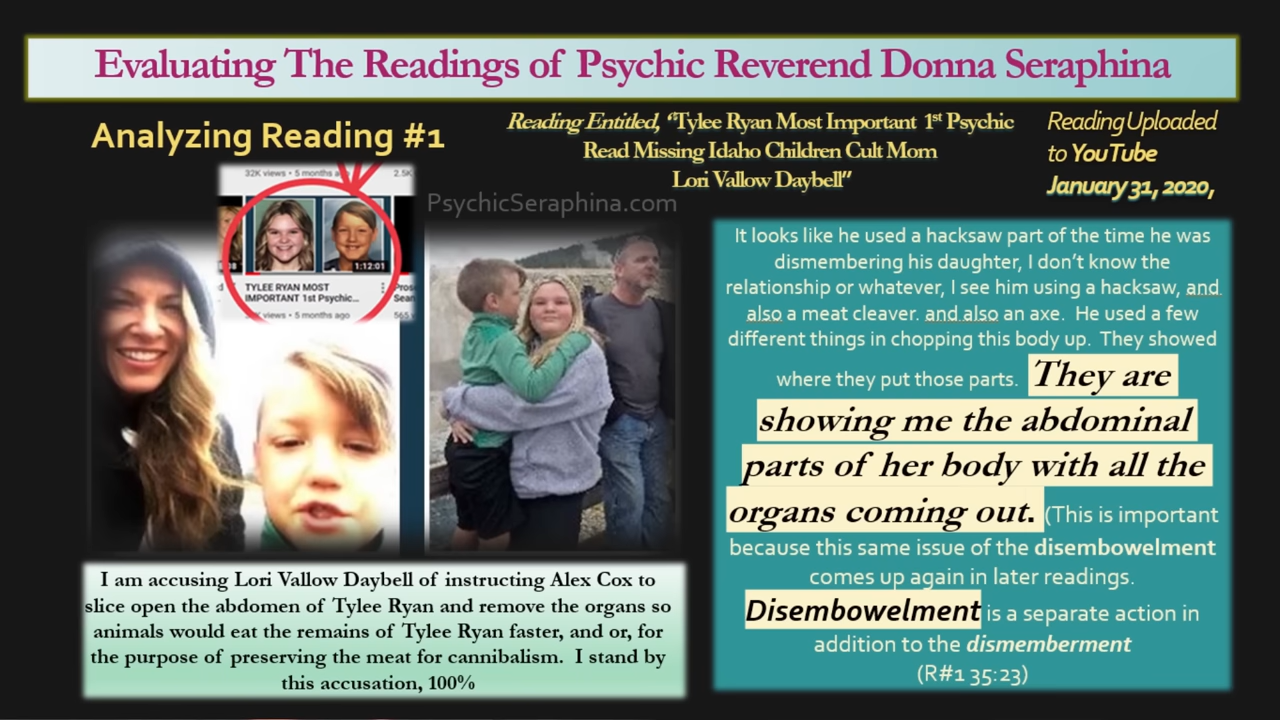 Evaluating The Readings of Psychic Reverend Donna Seraphina
Analyzing Reading #1
Reading Entitled, “Tylee Ryan Most Important 1st Psychic
Read Missing Idaho Children Cult Mom
Lori Vallow Daybell”
Reading Uploaded
to YouTube
January 31, 2020,
32K views • 5 months a
2.5K
1:12:01
TYLEE RYAN MOST
IMPORTANT 1st Psychic...
views • 5 months ago
565
PsychicSeraphina.com
I am accusing Lori Vallow Daybell of instructing Alex Cox to
slice open the abdomen of Tylee Ryan and remove the organs so
animals would eat the remains of Tylee Ryan faster, and or, for
the purpose of preserving the meat for cannibalism. I stand by
this accusation, 100%
It looks like he used a hacksaw part of the time he was
dismembering his daughter, I don’t know the
relationship or whatever, I see him using a hacksaw, and
also a meat cleaver. and also an axe. He used a few
different things in chopping this body up. They showed
where they put those parts. They are
showing me the abdominal
parts of her body with all the
organs coming out. (This is important
because this same issue of the disembowelment
comes up again in later readings.
Disembowelment is a separate action in
addition to the dismemberment
(R#1 35:23)